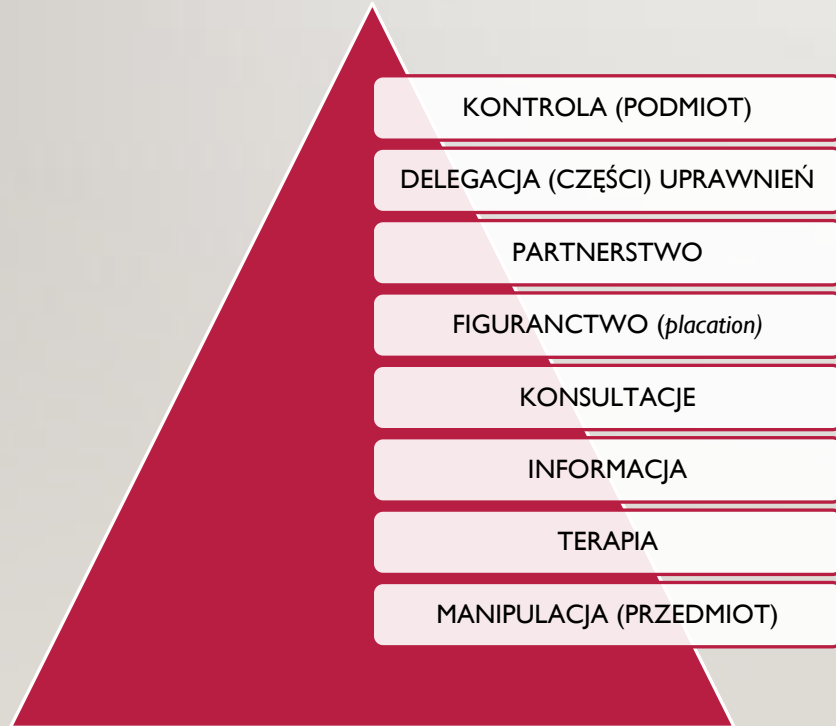 KONTROLA (PODMIOT)
DELEGACJA (CZĘŚCI) UPRAWNIEŃ
PARTNERSTWO
FIGURANCTWO (placation)
KONSULTACJE
INFORMACJA
TERAPIA
MANIPULACJA (PRZEDMIOT)